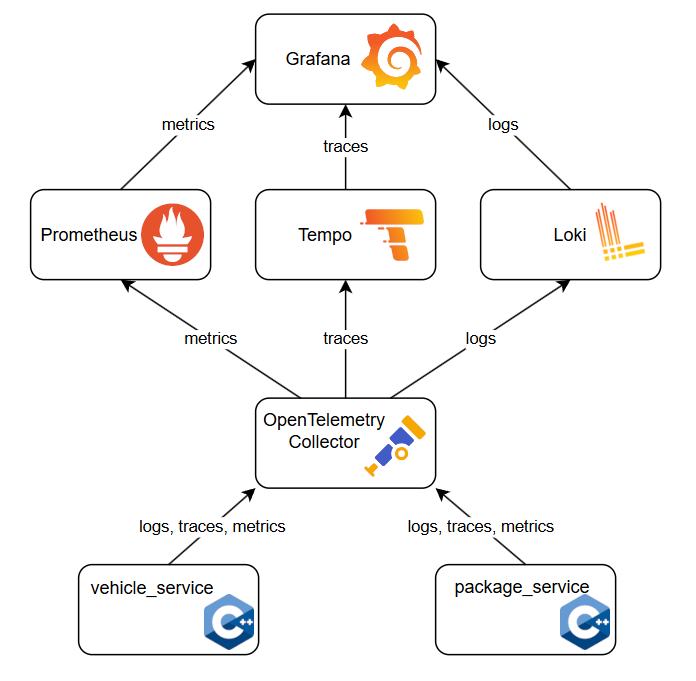 Grafana
metrics
traces
logs
Prometheus
Tempo
Loki
metrics
traces
logs
OpenTelemetry
Collector
logs, traces, metrics
logs, traces, metrics
vehicle_service
package_service
C++
C++